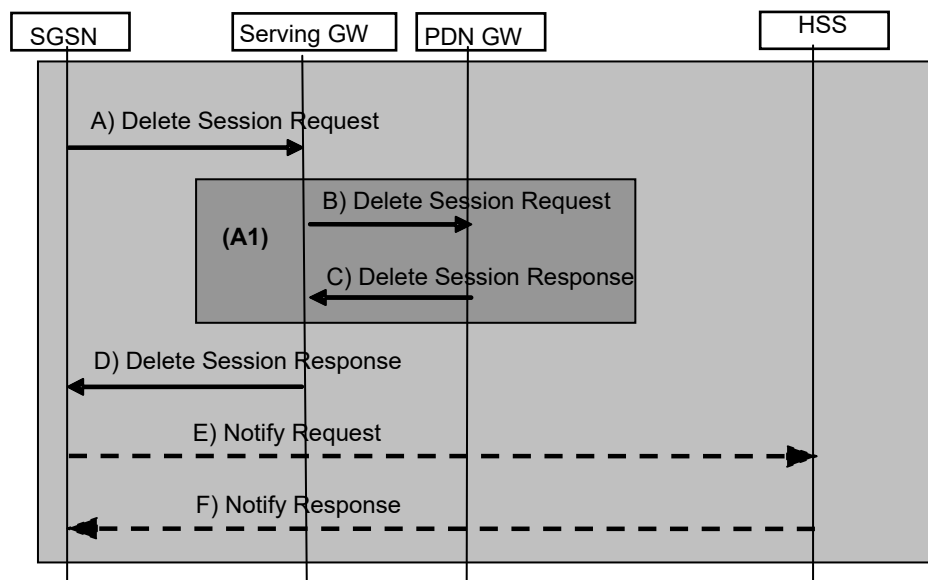 SGSN
Serving GW
PDN GW
HSS
A) Delete Session Request
B) Delete Session Request
(A1)
C) Delete Session Response
D) Delete Session Response
E) Notify Request
F) Notify Response